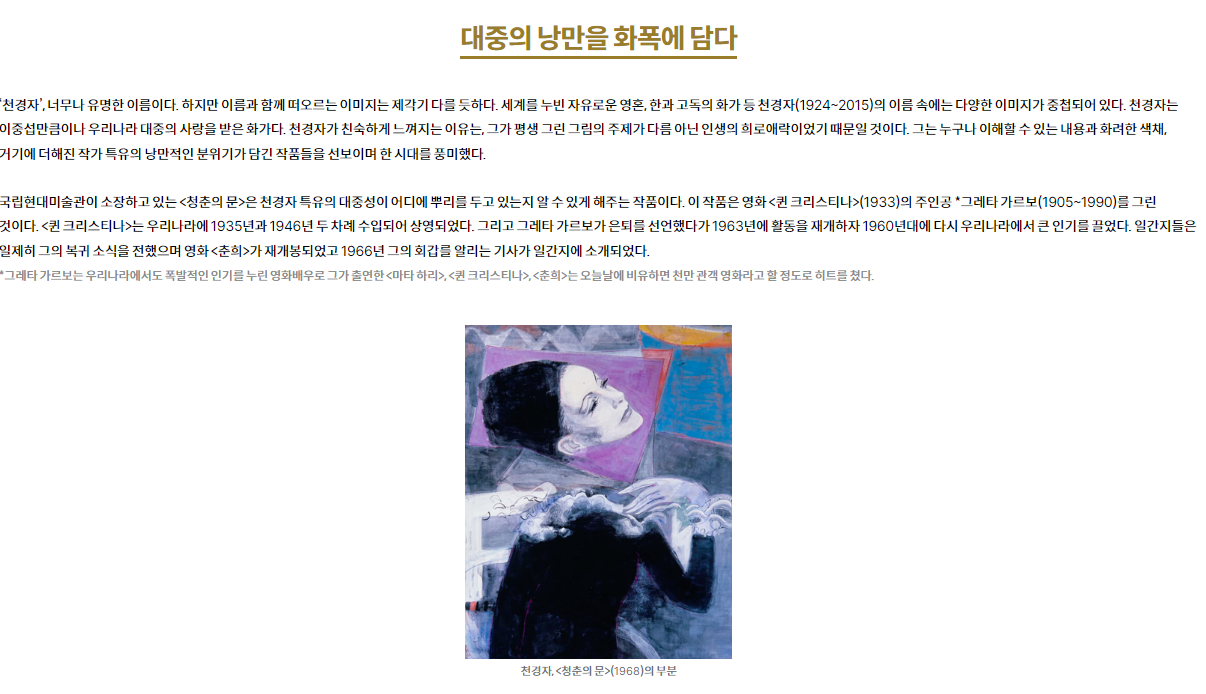 대중의 낭만을 화폭에 담다
'천경자', 너무나 유명한 이름이다. 하지만 이름과 함께 떠오르는 이미지는 제각기 다를 듯하다. 세계를 누빈 자유로운 영혼, 한과 고독의 화가 등 천경자(1924~2015)의 이름 속에는 다양한 이미지가 중첩되어 있다. 천경자는
이중섭만큼이나 우리나라 대중의 사랑을 받은 화가다. 천경자가 친숙하게 느껴지는 이유는, 그가 평생 그린 그림의 주제가 다름 아닌 인생의 희로애락이었기 때문일 것이다. 그는 누구나 이해할 수 있는 내용과 화려한 색채,
거기에 더해진 작가 특유의 낭만적인 분위기가 담긴 작품들을 선보이며 한 시대를 풍미했다.
국립현대미술관이 소장하고 있는 <청춘의 문>은 천경자 특유의 대중성이 어디에 뿌리를 두고 있는지 알 수 있게 해주는 작품이다. 이 작품은 영화 <퀸 크리스티나>(1933)의 주인공 *그레타 가르보(1905~1990)를 그린
것이다. <퀸 크리스티나>는 우리나라에 1935년과 1946년 두 차례 수입되어 상영되었다. 그리고 그레타 가르보가 은퇴를 선언했다가 1963년에 활동을 재개하자 1960년대에 다시 우리나라에서 큰 인기를 끌었다. 일간지들은
일제히 그의 복귀 소식을 전했으며 영화 <춘희>가 재개봉되었고 1966년 그의 회갑를 알리는 기사가 일간지에 소개되었다.
*그레타 가르보는 우리나라에서도 폭발적인 인기를 누린 영화배우로 그가 출연한 <마타 하리>, <퀸 크리스티나>, <춘희>는 오늘날에 비유하면 천만 관객 영화라고 할 정도로 히트를 쳤다.
천경자, <청춘의 문>(1968)의 부분